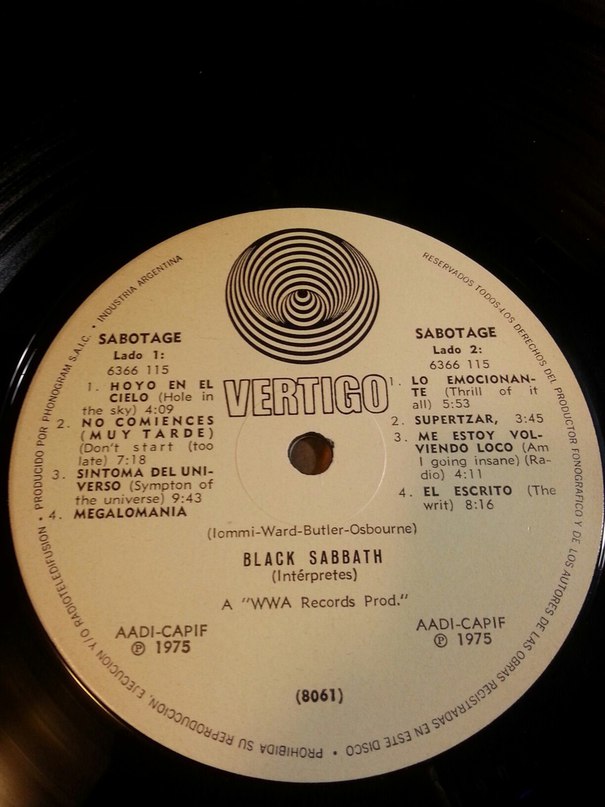 PRODUCIDO POR PHONOGRAM S.A.I.C. • INDUSTRIA ARGENTINA
RESERVADOS TODOS LOS DERECHOS DEL PRODUCTOR FONOGRAFICO Y DE LOS AUTORES DE LAS OBRAS REGISTRADAS EN ESTE DISCO • PROHIBIDA SU REPRODUCCION, EJECUCION Y/O RADIOTELEDIFUSION •
VERTIGO
SABOTAGE
Lado 1:
6366 115
1. HOYO EN EL
CIELO (Hole in
the sky) 4:09
2. NO COMIENCES
(MUY TARDE)
(Don't start (too
late) 7:18
3. SINTOMA DEL UNI-
VERSO (Sympton of
the universe) 9:43
4. MEGALOMANIA
SABOTAGE
Lado 2:
6366 115
1. LO EMOCIONAN-
TE (Thrill of it
all) 5:53
2. SUPERTZAR, 3:45
3. ME ESTOY VOL-
VIENDO LOCO (Am
I going insane) (Ra-
dio) 4:11
4. EL ESCRITO (The
writ) 8:16
(Iommi-Ward-Butler-Osbourne)
BLACK SABBATH
(Intérpretes)
A "WWA Records Prod."
AADI-CAPIF
℗ 1975
AADI-CAPIF
℗ 1975
(8061)